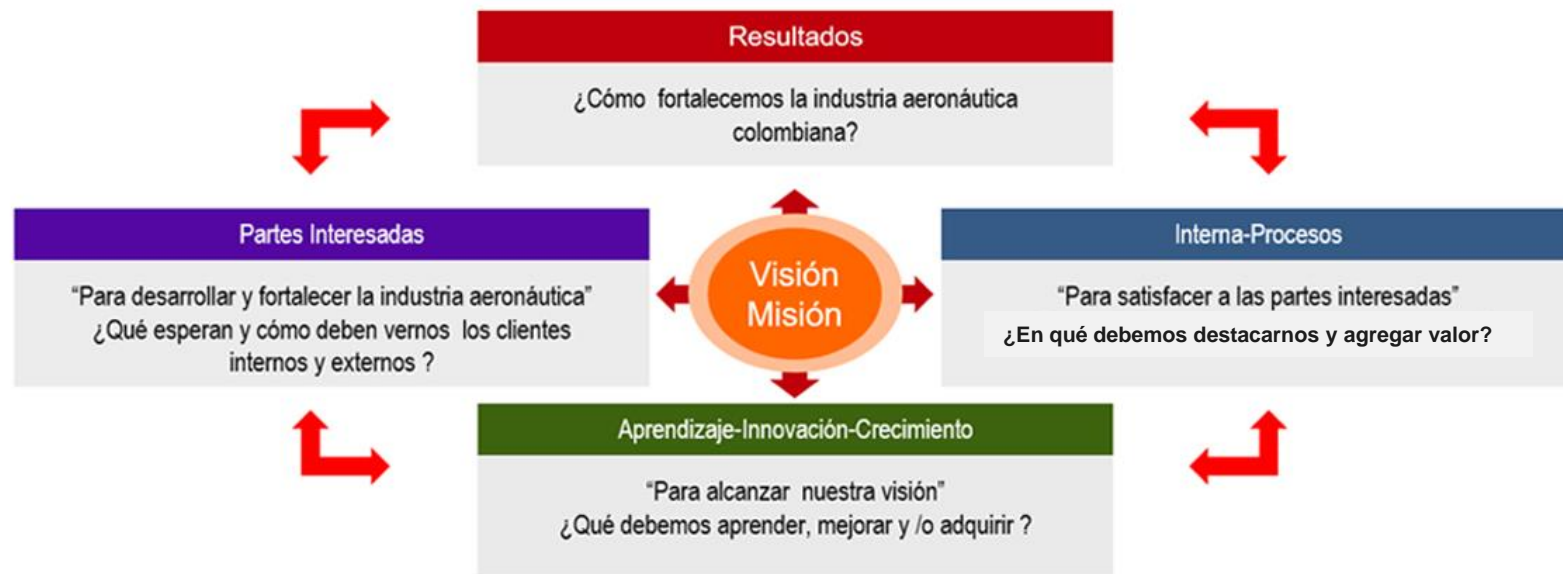 Resultados
¿Cómo fortalecemos la industria aeronáutica
colombiana?
Partes Interesadas
“Para desarrollar y fortalecer la industria aeronáutica”
¿Qué esperan y cómo deben vernos los clientes
internos y externos ?
Visión
Misión
Interna-Procesos
“Para satisfacer a las partes interesadas”
¿En qué debemos destacarnos y agregar valor?
Aprendizaje-Innovación-Crecimiento
“Para alcanzar nuestra visión”
¿Qué debemos aprender, mejorar y /o adquirir ?